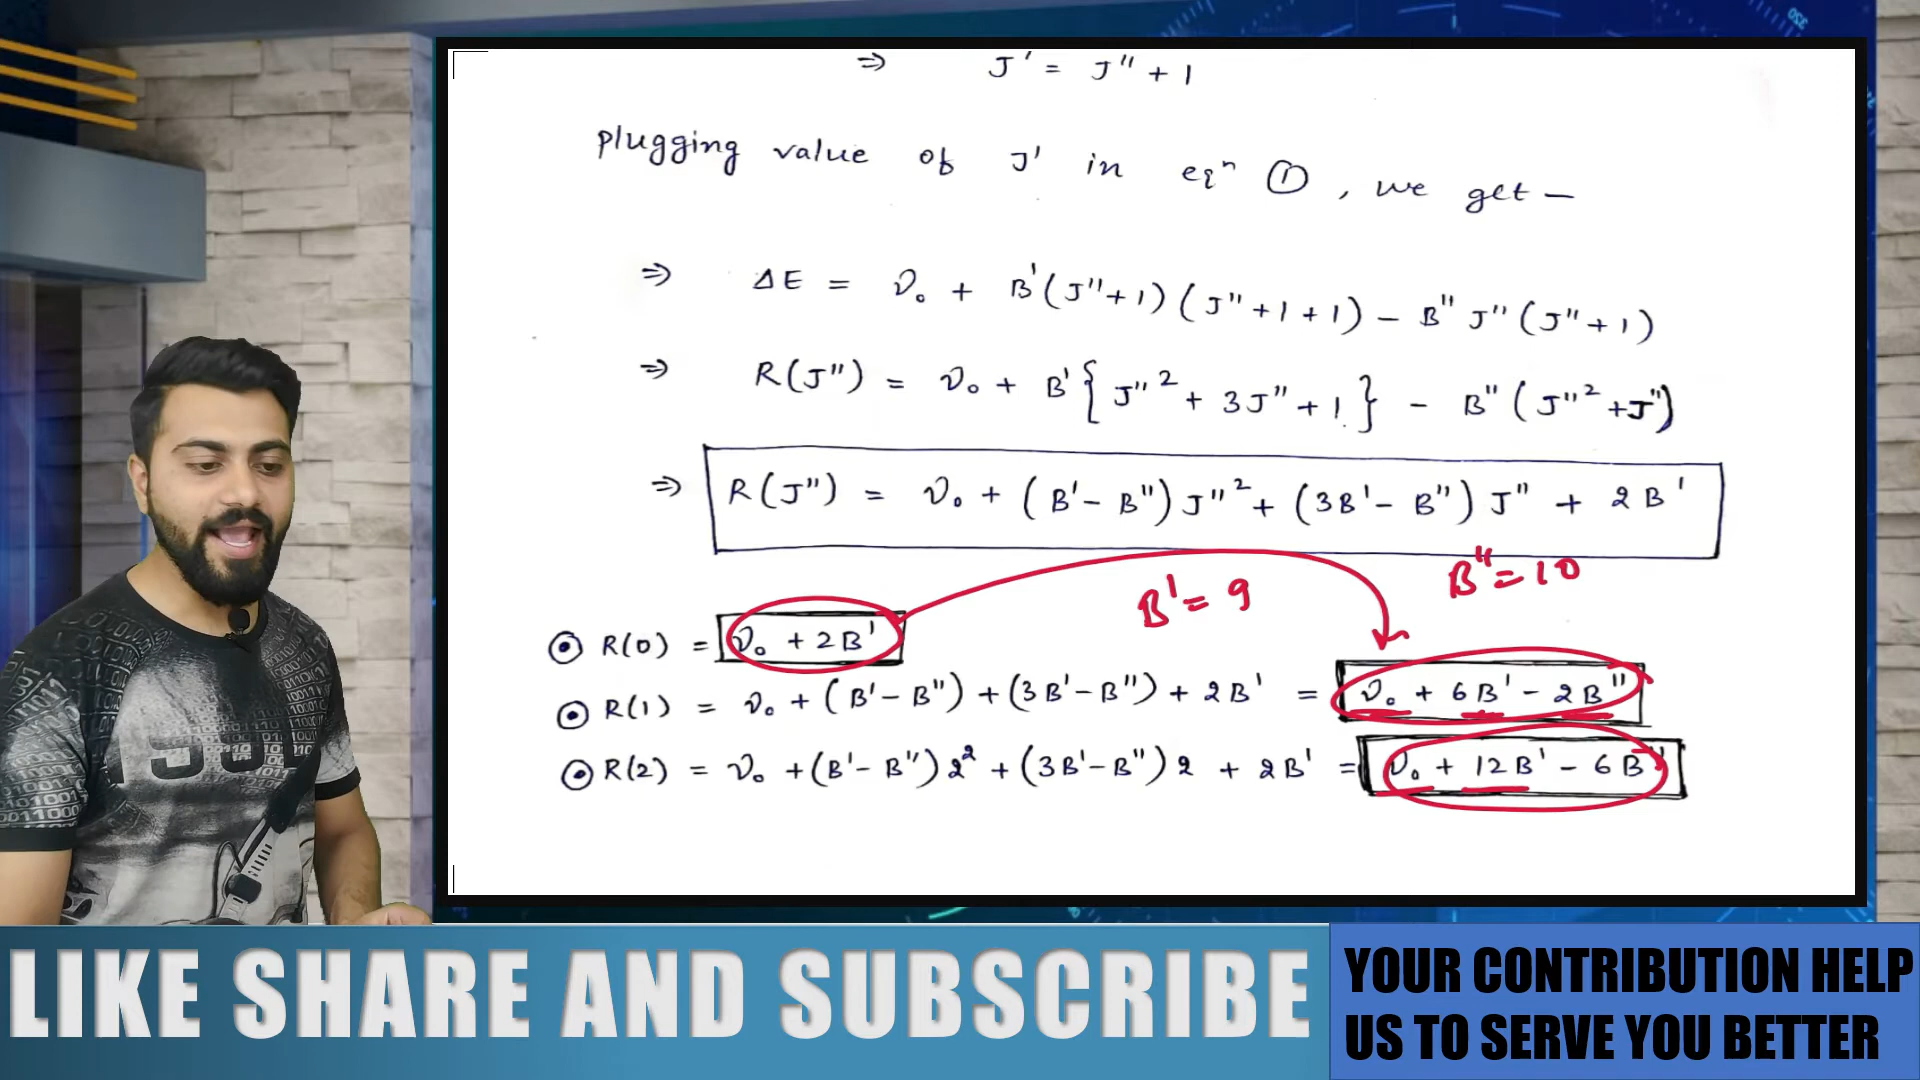 ⇒ J' = J" + 1
plugging value of J' in eqⁿ ①, we get —
⇒ ΔE = ν₀ + B'(J"+1)(J"+1+1) – B" J"(J"+1)
⇒ R(J") = ν₀ + B'{J"² + 3J" + 1} – B"(J"²+J")
⇒ R(J") = ν₀ + (B'– B")J"² + (3B'– B")J" + 2B'
B' = 9
B" = 10
⊙ R(0) = ν₀ + 2B'
⊙ R(1) = ν₀ + (B'– B") + (3B'– B") + 2B' = ν₀ + 6B' – 2B"
⊙ R(2) = ν₀ + (B'– B")2² + (3B'– B")2 + 2B' = ν₀ + 12B' – 6B"
LIKE SHARE AND SUBSCRIBE
YOUR CONTRIBUTION HELP
US TO SERVE YOU BETTER